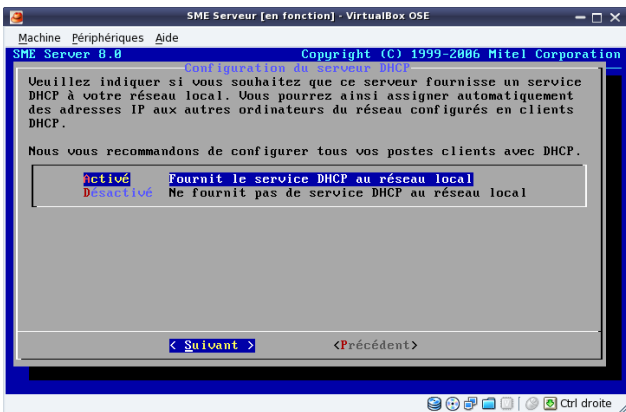 SME Serveur [en fonction] - VirtualBox OSE
Machine Périphériques Aide
SME Server 8.0 Copyright (C) 1999-2006 Mitel Corporation
Configuration du serveur DHCP
Veuillez indiquer si vous souhaitez que ce serveur fournisse un service
DHCP à votre réseau local. Vous pourrez ainsi assigner automatiquement
des adresses IP aux autres ordinateurs du réseau configurés en clients
DHCP.
Nous vous recommandons de configurer tous vos postes clients avec DHCP.
Activé Fournit le service DHCP au réseau local
Désactivé Ne fournit pas de service DHCP au réseau local
< Suivant > <Précédent>
Ctrl droite